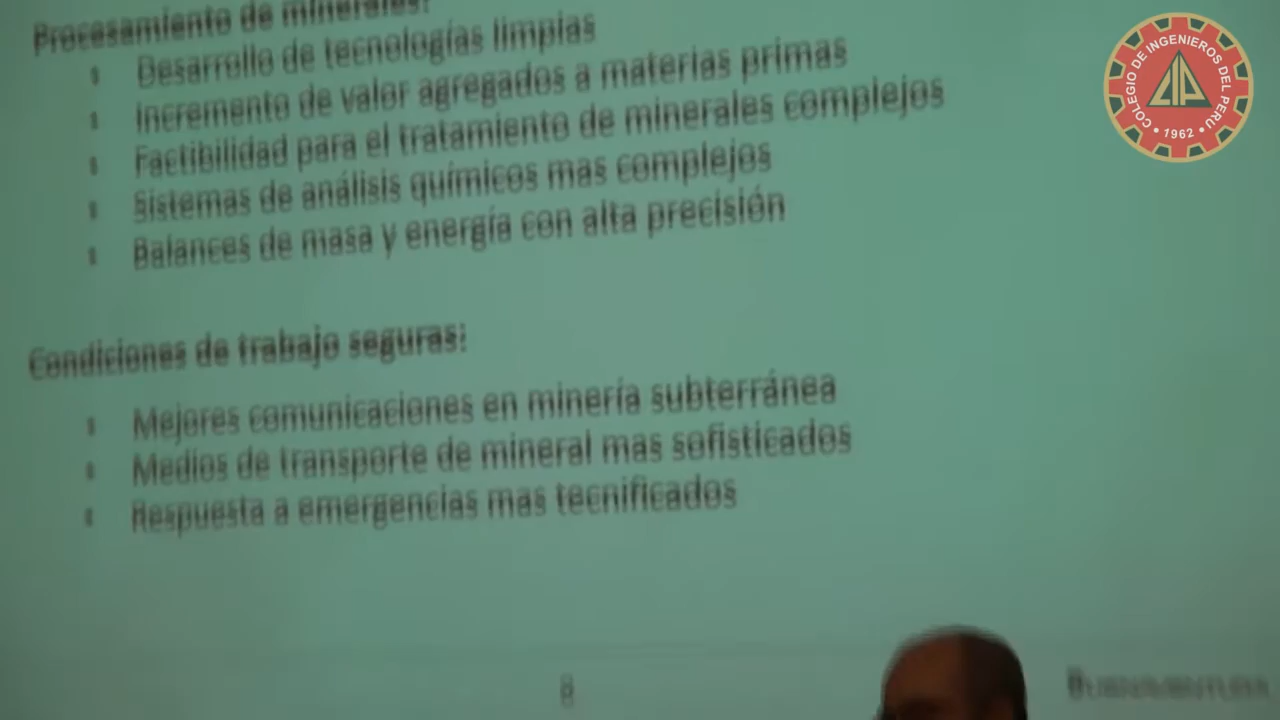 Procesamiento de minerales:
Desarrollo de tecnologías limpias
Incremento de valor agregados a materias primas
Factibilidad para el tratamiento de minerales complejos
Sistemas de análisis químicos mas complejos
Balances de masa y energía con alta precisión
Condiciones de trabajo seguras:
Mejores comunicaciones en minería subterránea
Medios de transporte de mineral mas sofisticados
Respuesta a emergencias mas tecnificados
COLEGIO DE INGENIEROS DEL PERU
CIP
• 1962 •